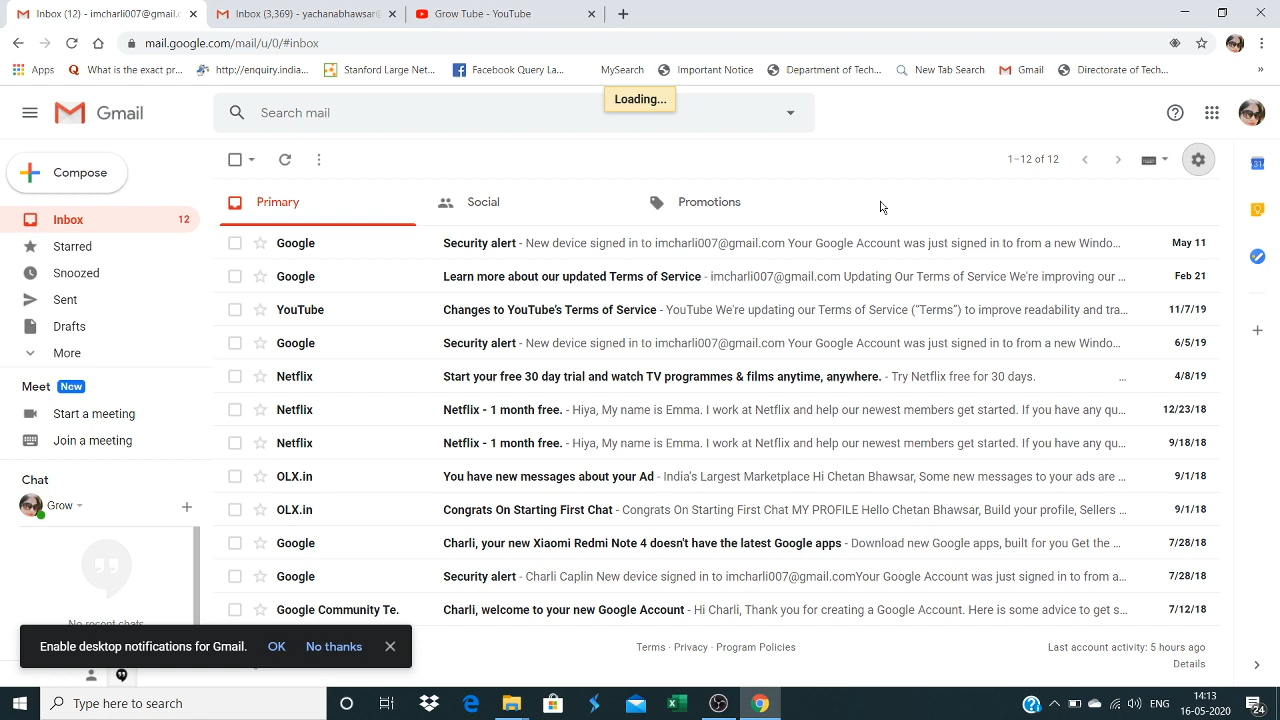 Inbox (12) - imcharli007@gmail.c
Inbox (3,369) - yachanabhawsar
Grow Tube - YouTube
mail.google.com/mail/u/0/#inbox
Apps
What is the exact pr...
http://enquiry.india...
Stanford Large Net...
Facebook Query La...
MySearch
Important Notice
Department of Tech...
New Tab Search
Gmail
Directorate of Tech...
»
Loading...
Gmail
Search mail
Compose
1–12 of 12
Inbox 12
Starred
Snoozed
Sent
Drafts
More
Meet New
Start a meeting
Join a meeting
Chat
Grow
No recent chats
Primary
Social
Promotions
Google Security alert - New device signed in to imcharli007@gmail.com Your Google Account was just signed in to from a new Windo... May 11
Google Learn more about our updated Terms of Service - imcharli007@gmail.com Updating Our Terms of Service We're improving our ... Feb 21
YouTube Changes to YouTube's Terms of Service - YouTube We're updating our Terms of Service ("Terms") to improve readability and tra... 11/7/19
Google Security alert - New device signed in to imcharli007@gmail.com Your Google Account was just signed in to from a new Windo... 6/5/19
Netflix Start your free 30 day trial and watch TV programmes & films anytime, anywhere. - Try Netflix free for 30 days. ... 4/8/19
Netflix Netflix - 1 month free. - Hiya, My name is Emma. I work at Netflix and help our newest members get started. If you have any qu... 12/23/18
Netflix Netflix - 1 month free. - Hiya, My name is Emma. I work at Netflix and help our newest members get started. If you have any qu... 9/18/18
OLX.in You have new messages about your Ad - India's Largest Marketplace Hi Chetan Bhawsar, Some new messages to your ads are ... 9/1/18
OLX.in Congrats On Starting First Chat - Congrats On Starting First Chat MY PROFILE Hello Chetan Bhawsar, Build your profile, Sellers ... 9/1/18
Google Charli, your new Xiaomi Redmi Note 4 doesn't have the latest Google apps - Download new Google apps, built for you Get the ... 7/28/18
Google Security alert - Charli Caplin New device signed in to imcharli007@gmail.comYour Google Account was just signed in to from a ... 7/28/18
Google Community Te. Charli, welcome to your new Google Account - Hi Charli, Thank you for creating a Google Account. Here is some advice to get s... 7/12/18
Enable desktop notifications for Gmail. OK No thanks
Terms · Privacy · Program Policies
Last account activity: 5 hours ago
Details
31
Type here to search
ENG
14:13
16-05-2020
24